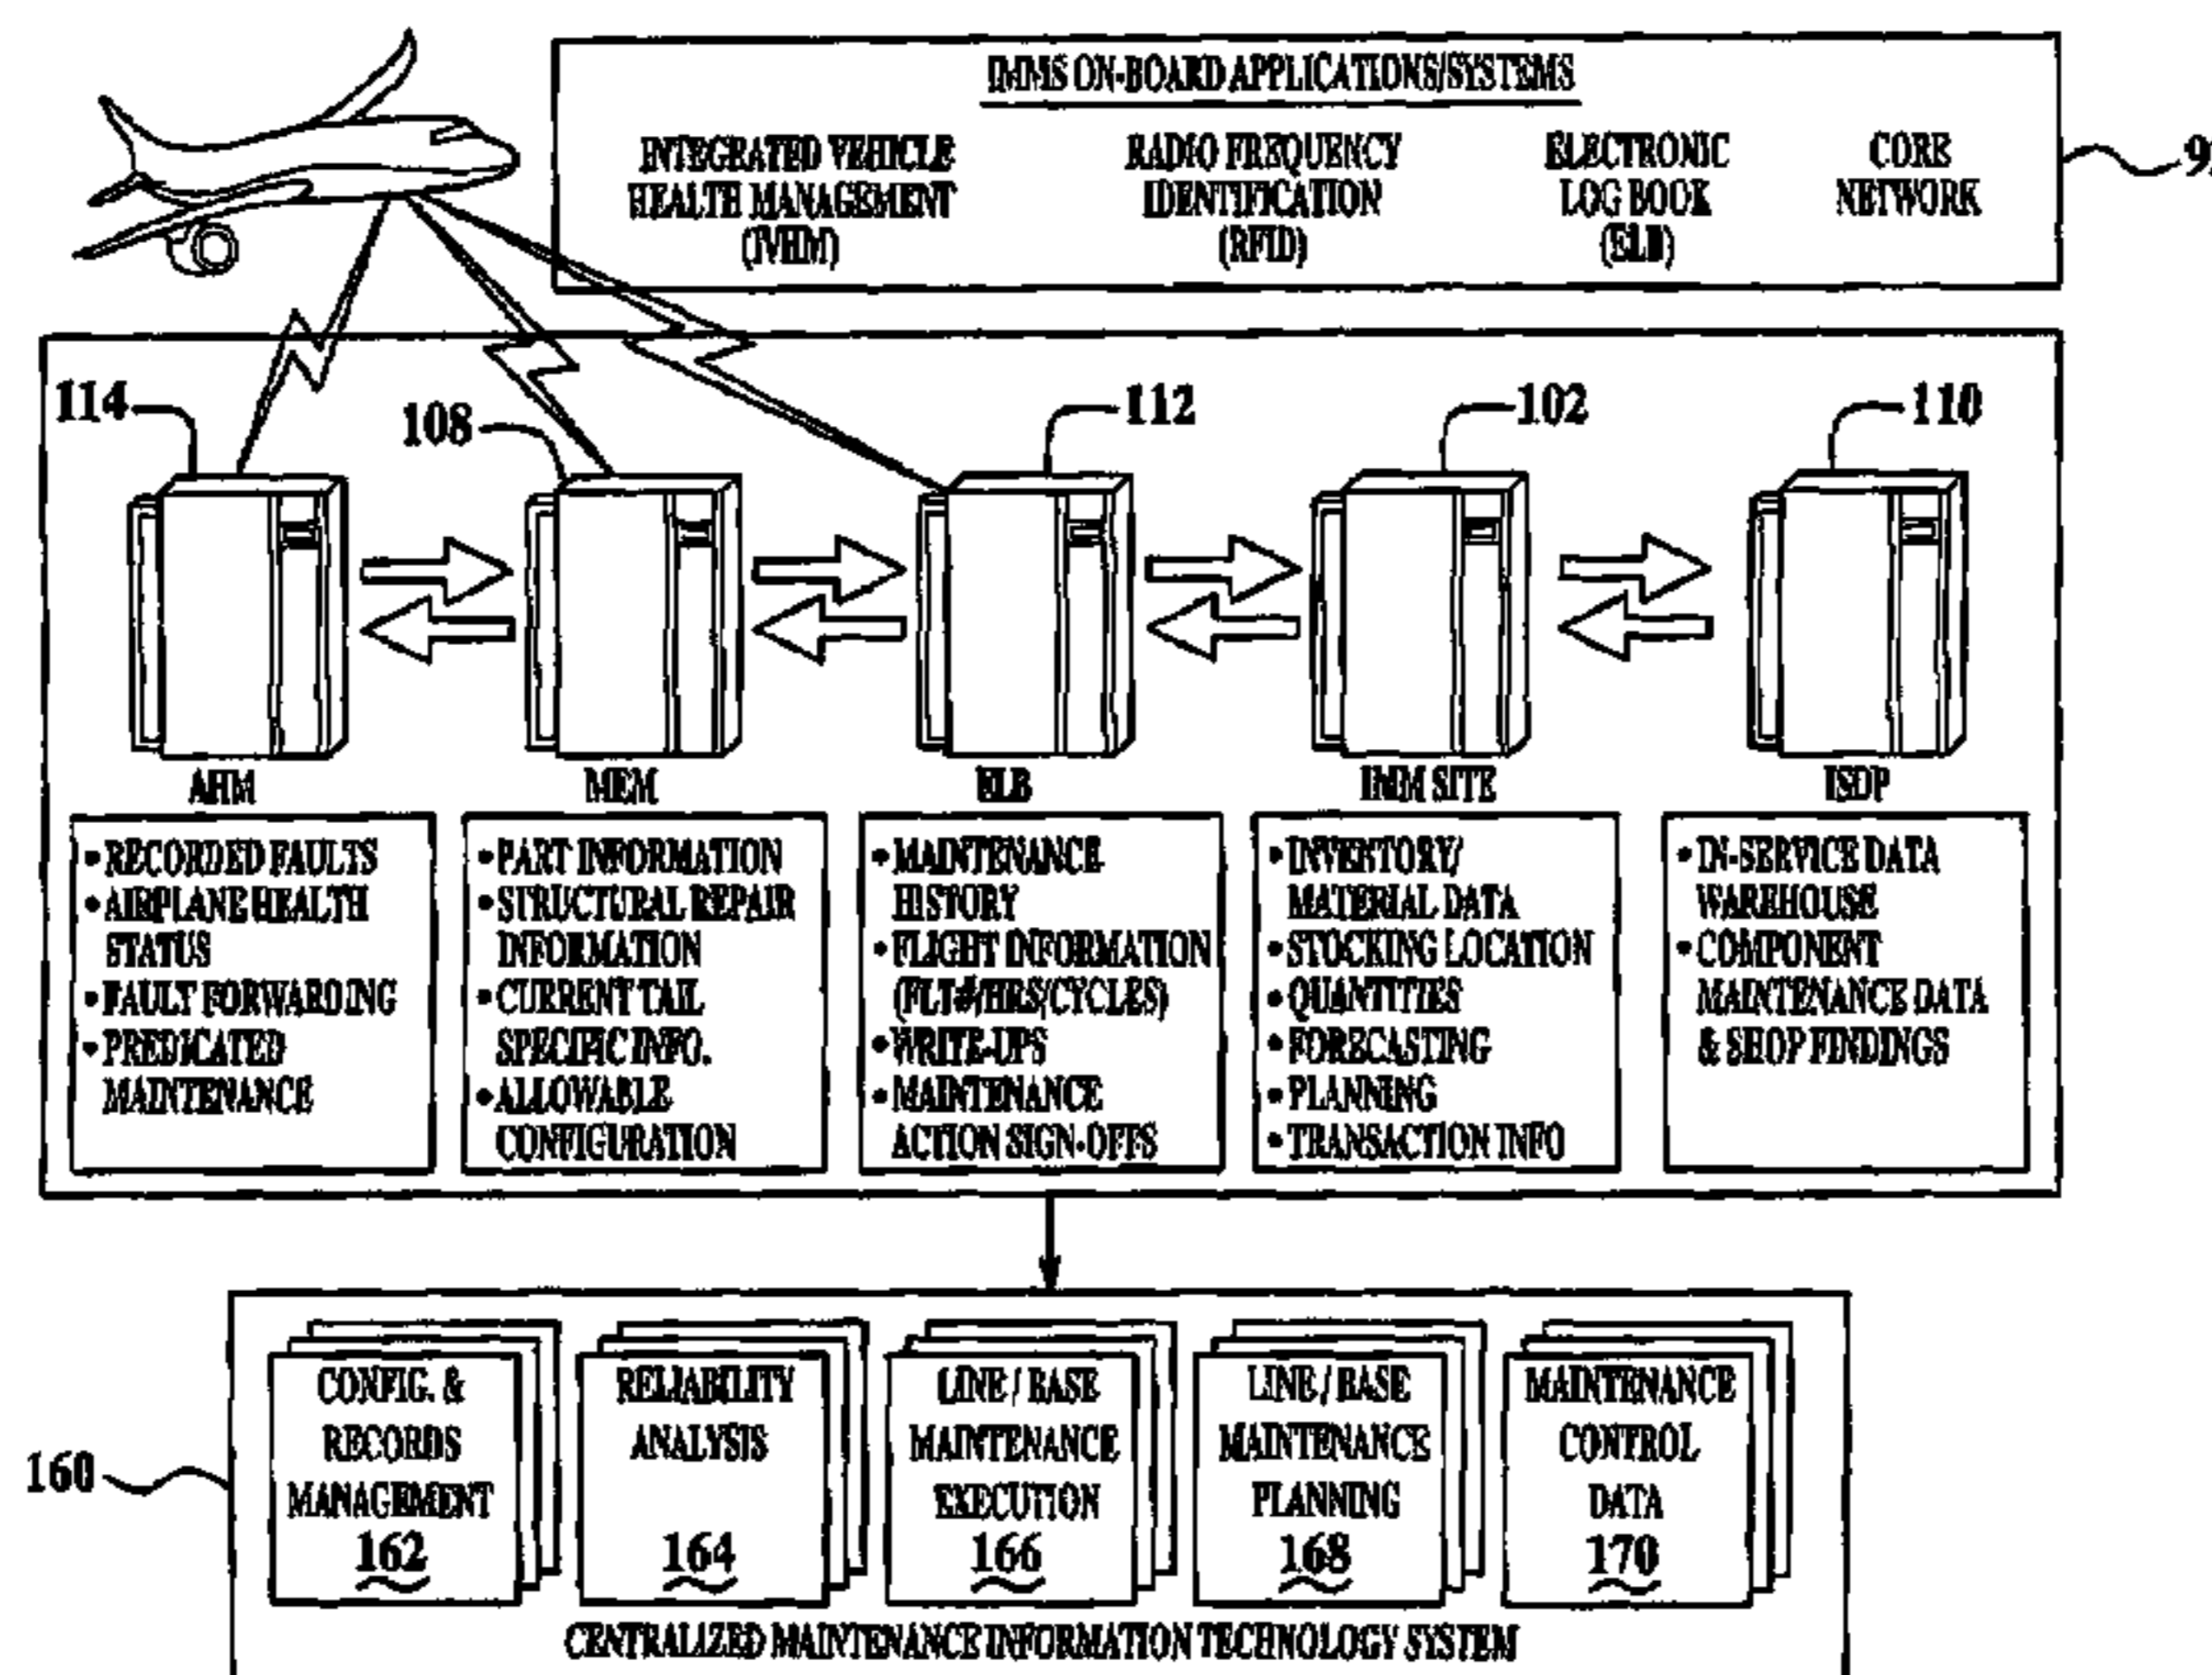 IMMS ON-BOARD APPLICATIONS/SYSTEMS
INTEGRATED VEHICLE
HEALTH MANAGEMENT
(IVHM)
RADIO FREQUENCY
IDENTIFICATION
(RFID)
ELECTRONIC
LOG BOOK
(ELB)
CORE
NETWORK
114
108
112
102
110
AHM
MEM
ELB
IMM SITE
ISDP
• RECORDED FAULTS
• AIRPLANE HEALTH
STATUS
• FAULT FORWARDING
• PREDICATED
MAINTENANCE
• PART INFORMATION
• STRUCTURAL REPAIR
INFORMATION
• CURRENT TAIL
SPECIFIC INFO.
• ALLOWABLE
CONFIGURATION
• MAINTENANCE
HISTORY
• FLIGHT INFORMATION
(FLT#/HRS/CYCLES)
• WRITE-UPS
• MAINTENANCE
ACTION SIGN-OFFS
• INVENTORY/
MATERIAL DATA
• STOCKING LOCATION
• QUANTITIES
• FORECASTING
• PLANNING
• TRANSACTION INFO
• IN-SERVICE DATA
WAREHOUSE
• COMPONENT
MAINTENANCE DATA
& SHOP FINDINGS
160
CONFIG. &
RECORDS
MANAGEMENT
162
RELIABILITY
ANALYSIS
164
LINE / BASE
MAINTENANCE
EXECUTION
166
LINE / BASE
MAINTENANCE
PLANNING
168
MAINTENANCE
CONTROL
DATA
170
CENTRALIZED MAINTENANCE INFORMATION TECHNOLOGY SYSTEM